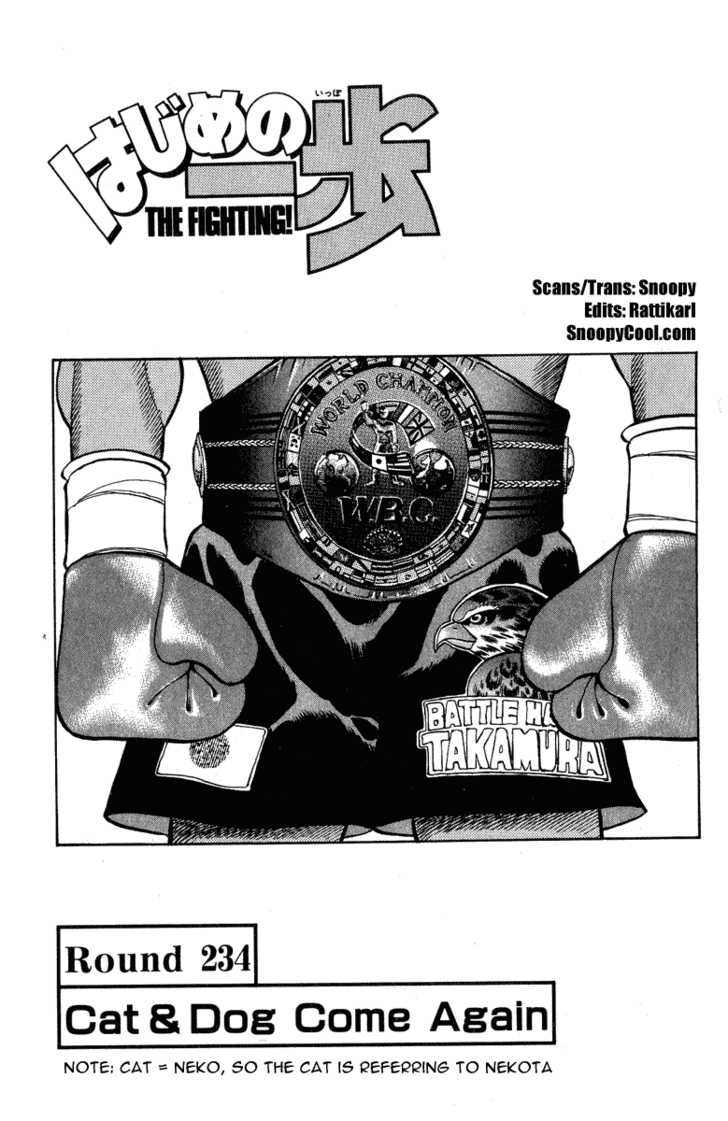 いっぽ
はじめの一歩
THE FIGHTING!
Scans/Trans: Snoopy
Edits: Rattikarl
SnoopyCool.com
WORLD CHAMPION
W.B.C.
BATTLE HA
TAKAMURA
Round 234
Cat & Dog Come Again
NOTE: CAT = NEKO, SO THE CAT IS REFERRING TO NEKOTA